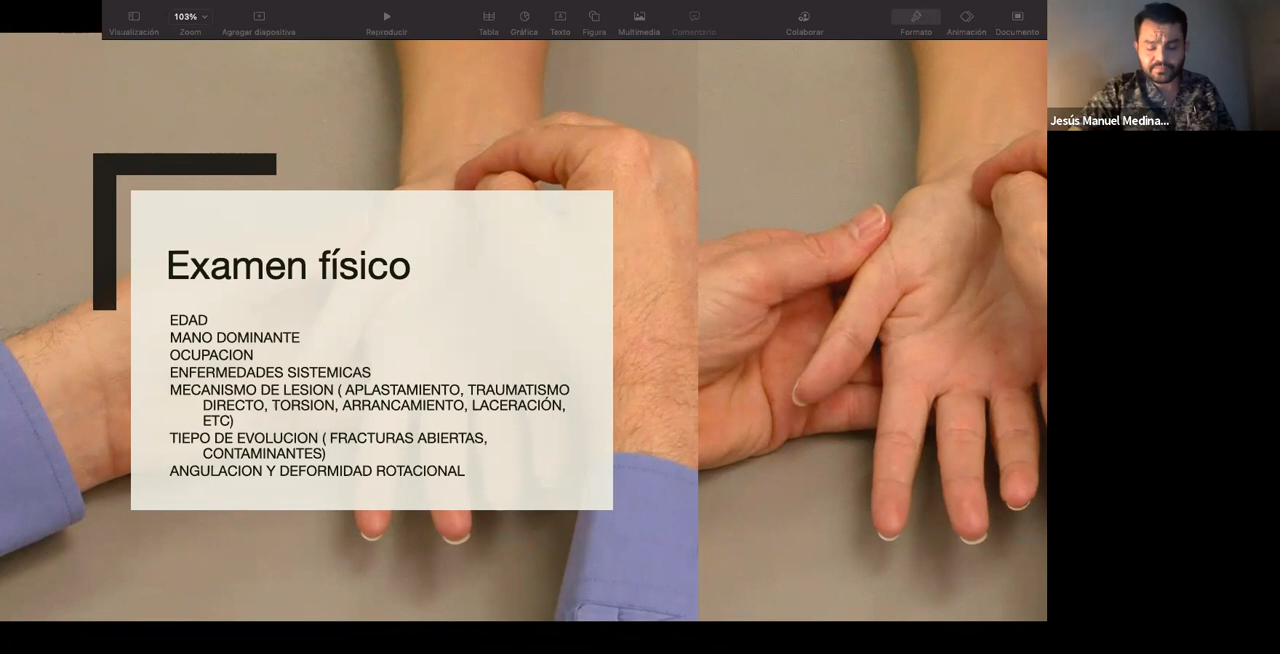 103%
Visualización
Zoom
Agregar diapositiva
Reproducir
Tabla
Gráfica
Texto
Figura
Multimedia
Comentario
Colaborar
Formato
Animación
Documento
Jesús Manuel Medina...
Examen físico
EDAD
MANO DOMINANTE
OCUPACION
ENFERMEDADES SISTEMICAS
MECANISMO DE LESION ( APLASTAMIENTO, TRAUMATISMO
DIRECTO, TORSION, ARRANCAMIENTO, LACERACIÓN,
ETC)
TIEPO DE EVOLUCION ( FRACTURAS ABIERTAS,
CONTAMINANTES)
ANGULACION Y DEFORMIDAD ROTACIONAL